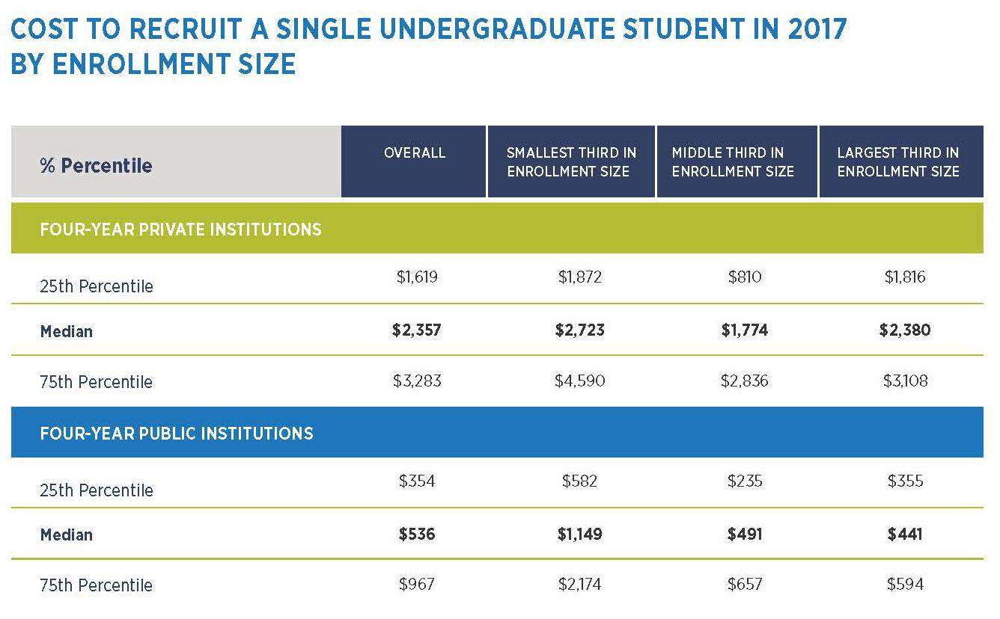 COST TO RECRUIT A SINGLE UNDERGRADUATE STUDENT IN 2017
BY ENROLLMENT SIZE
% Percentile
OVERALL
SMALLEST THIRD IN
ENROLLMENT SIZE
MIDDLE THIRD IN
ENROLLMENT SIZE
LARGEST THIRD IN
ENROLLMENT SIZE
FOUR-YEAR PRIVATE INSTITUTIONS
25th Percentile $1,619 $1,872 $810 $1,816
Median $2,357 $2,723 $1,774 $2,380
75th Percentile $3,283 $4,590 $2,836 $3,108
FOUR-YEAR PUBLIC INSTITUTIONS
25th Percentile $354 $582 $235 $355
Median $536 $1,149 $491 $441
75th Percentile $967 $2,174 $657 $594